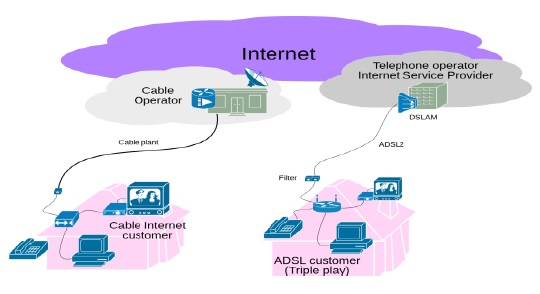 Internet
Cable
Operator
Telephone operator
Internet Service Provider
DSLAM
Cable plant
ADSL2
Filter
Cable Internet
customer
ADSL customer
(Triple play)